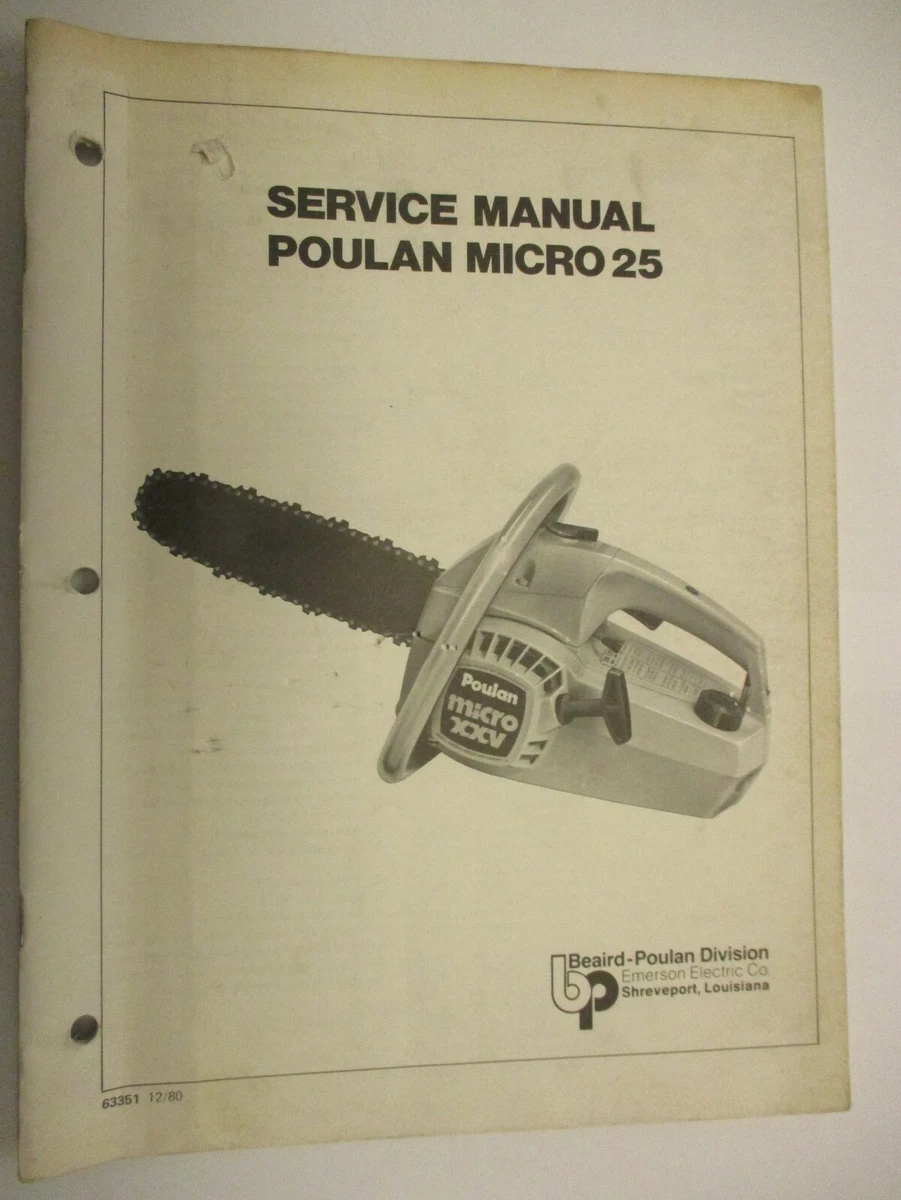 SERVICE MANUAL
POULAN MICRO 25
Poulan
micro
XXV
bp
Beaird-Poulan Division
Emerson Electric Co.
Shreveport, Louisiana
63351 12/80